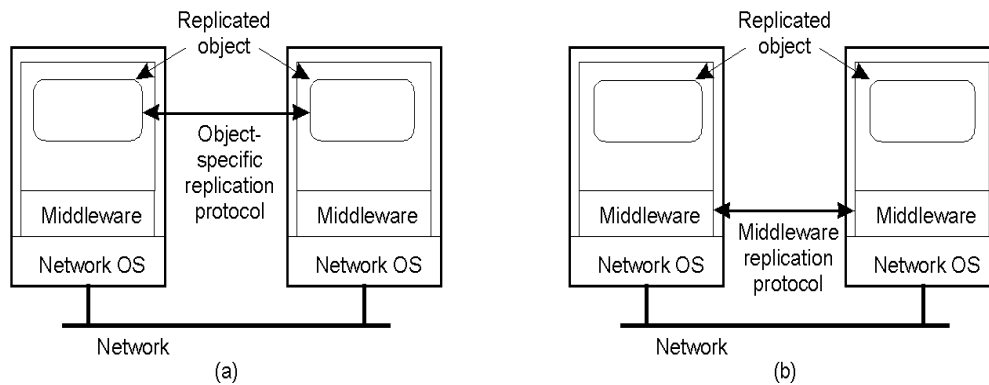 Replicated
object
Object-
specific
replication
protocol
Middleware
Middleware
Network OS
Network OS
Network
(a)
Replicated
object
Middleware
Middleware
Middleware
replication
protocol
Network OS
Network OS
Network
(b)